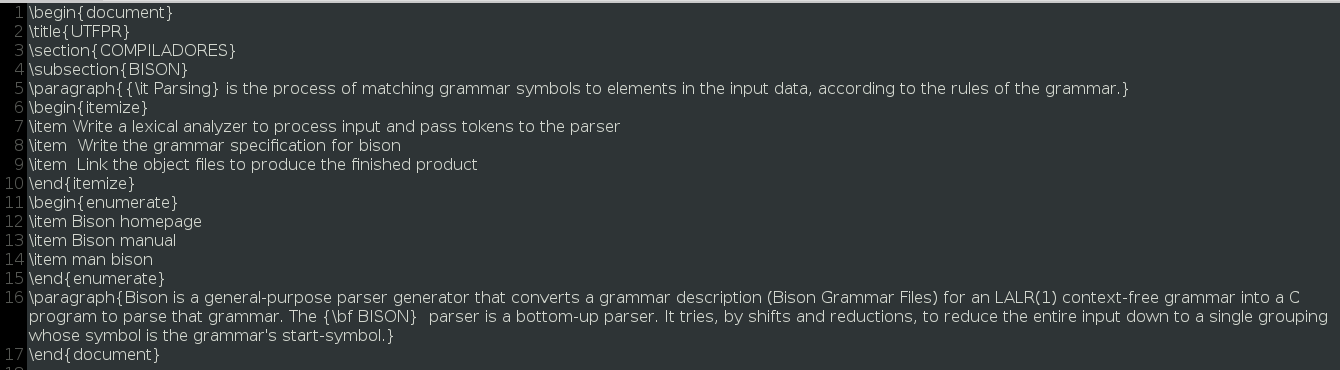 1 \begin{document}
2 \title{UTFPR}
3 \section{COMPILADORES}
4 \subsection{BISON}
5 \paragraph{{\it Parsing} is the process of matching grammar symbols to elements in the input data, according to the rules of the grammar.}
6 \begin{itemize}
7 \item Write a lexical analyzer to process input and pass tokens to the parser
8 \item  Write the grammar specification for bison
9 \item  Link the object files to produce the finished product
10 \end{itemize}
11 \begin{enumerate}
12 \item Bison homepage
13 \item Bison manual
14 \item man bison
15 \end{enumerate}
16 \paragraph{Bison is a general-purpose parser generator that converts a grammar description (Bison Grammar Files) for an LALR(1) context-free grammar into a C
program to parse that grammar. The {\bf BISON}  parser is a bottom-up parser. It tries, by shifts and reductions, to reduce the entire input down to a single grouping
whose symbol is the grammar's start-symbol.}
17 \end{document}